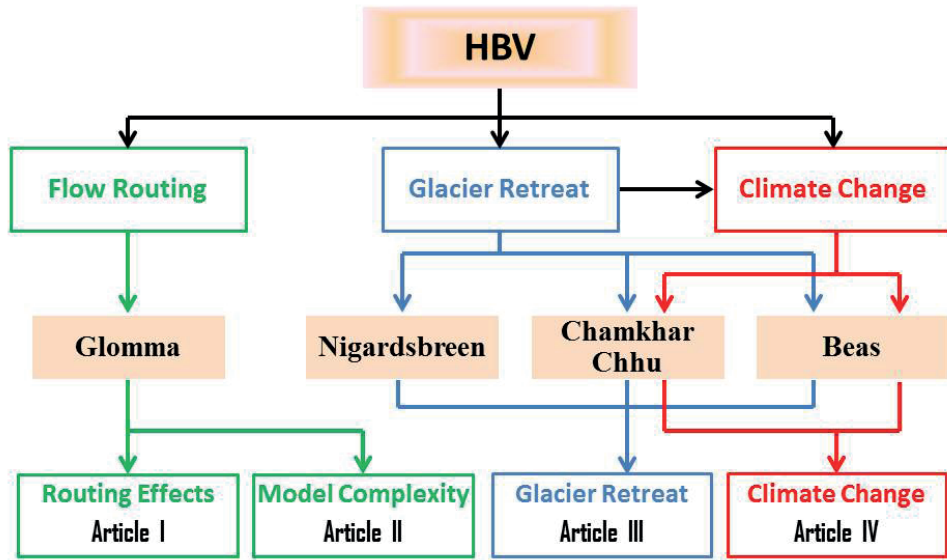 HBV
Flow Routing
Glacier Retreat
Climate Change
Glomma
Nigardsbreen
Chamkhar
Chhu
Beas
Routing Effects
Article I
Model Complexity
Article II
Glacier Retreat
Article III
Climate Change
Article IV